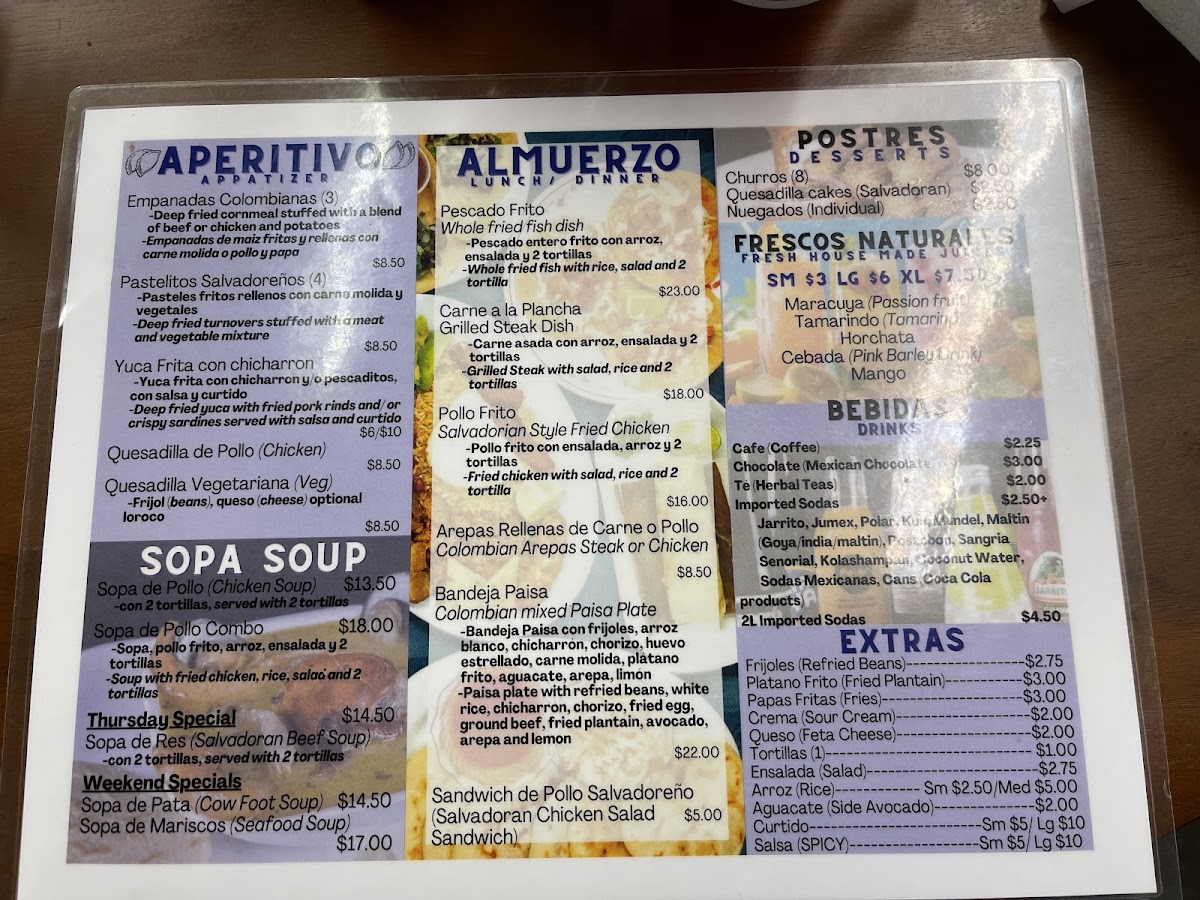 APERITIVO
APPATIZER
Empanadas Colombianas (3)
-Deep fried cornmeal stuffed with a blend
of beef or chicken and potatoes
-Empanadas de maiz fritas y rellenas con
carne molida o pollo y papa
$8.50
Pastelitos Salvadoreños (4)
-Pasteles fritos rellenos con carne molida y
vegetales
-Deep fried turnovers stuffed with a meat
and vegetable mixture
$8.50
Yuca Frita con chicharron
-Yuca frita con chicharron y/o pescaditos,
con salsa y curtido
-Deep fried yuca with fried pork rinds and/ or
crispy sardines served with salsa and curtido
$6/$10
Quesadilla de Pollo (Chicken)
$8.50
Quesadilla Vegetariana (Veg)
-Frijol (beans), queso (cheese) optional
loroco
$8.50
SOPA SOUP
Sopa de Pollo (Chicken Soup) $13.50
-con 2 tortillas, served with 2 tortillas
Sopa de Pollo Combo $18.00
-Sopa, pollo frito, arroz, ensalada y 2
tortillas
-Soup with fried chicken, rice, salad and 2
tortillas
Thursday Special $14.50
Sopa de Res (Salvadoran Beef Soup)
-con 2 tortillas, served with 2 tortillas
Weekend Specials
Sopa de Pata (Cow Foot Soup) $14.50
Sopa de Mariscos (Seafood Soup)
$17.00
ALMUERZO
LUNCH/ DINNER
Pescado Frito
Whole fried fish dish
-Pescado entero frito con arroz,
ensalada y 2 tortillas
-Whole fried fish with rice, salad and 2
tortilla
$23.00
Carne a la Plancha
Grilled Steak Dish
-Carne asada con arroz, ensalada y 2
tortillas
-Grilled Steak with salad, rice and 2
tortillas
$18.00
Pollo Frito
Salvadorian Style Fried Chicken
-Pollo frito con ensalada, arroz y 2
tortillas
-Fried chicken with salad, rice and 2
tortilla
$16.00
Arepas Rellenas de Carne o Pollo
Colombian Arepas Steak or Chicken
$8.50
Bandeja Paisa
Colombian mixed Paisa Plate
-Bandeja Paisa con frijoles, arroz
blanco, chicharrón, chorizo, huevo
estrellado, carne molida, plátano
frito, aguacate, arepa, limón
-Paisa plate with refried beans, white
rice, chicharron, chorizo, fried egg,
ground beef, fried plantain, avocado,
arepa and lemon
$22.00
Sandwich de Pollo Salvadoreño
(Salvadoran Chicken Salad $5.00
Sandwich)
POSTRES
DESSERTS
Churros (8) $8.00
Quesadilla cakes (Salvadoran) $2.50
Nuegados (Individual) $2.50
FRESCOS NATURALES
FRESH HOUSE MADE JUICES
SM $3 LG $6 XL $7.50
Maracuya (Passion fruit)
Tamarindo (Tamarind)
Horchata
Cebada (Pink Barley Drink)
Mango
BEBIDAS
DRINKS
Cafe (Coffee) $2.25
Chocolate (Mexican Chocolate) $3.00
Té (Herbal Teas) $2.00
Imported Sodas $2.50+
Jarrito, Jumex, Polar, Mundel, Maltin
(Goya/india/maltin), Sangria
Senorial, Kolashampan, Coconut Water,
Sodas Mexicanas, Cans (Coca Cola
products)
2L Imported Sodas $4.50
JARRIT
EXTRAS
Frijoles (Refried Beans)------------------$2.75
Platano Frito (Fried Plantain)------------$3.00
Papas Fritas (Fries)----------------------$3.00
Crema (Sour Cream)------------------------$2.00
Queso (Feta Cheese)-----------------------$2.00
Tortillas (1)-----------------------------$1.00
Ensalada (Salad)--------------------------$2.75
Arroz (Rice)------------- Sm $2.50/Med $5.00
Aguacate (Side Avocado)-------------------$2.00
Curtido--------------------------Sm $5/ Lg $10
Salsa (SPICY)--------------------Sm $5/ Lg $10